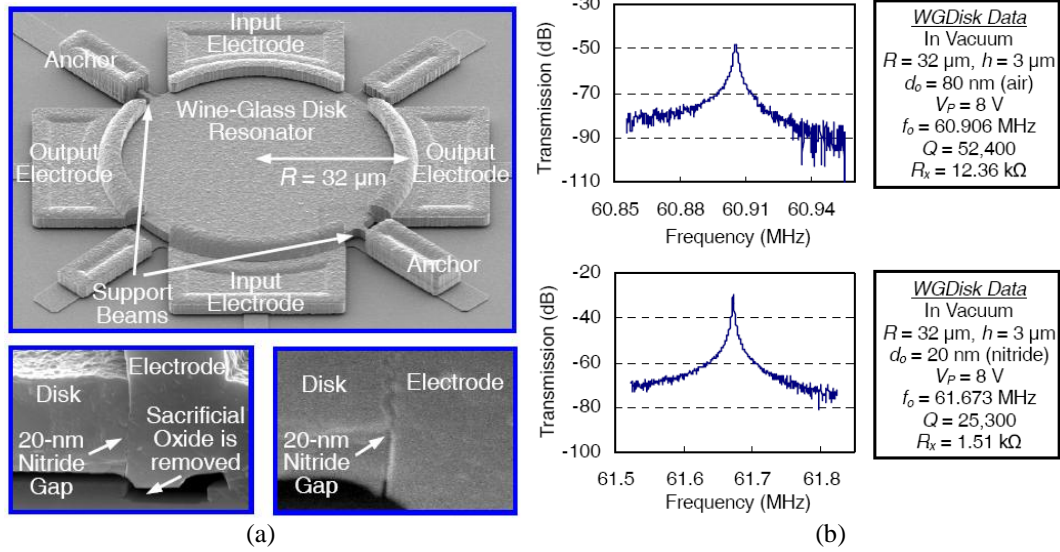 Input
Electrode
Anchor
Wine-Glass Disk
Resonator
Output
Electrode
Output
Electrode
R = 32 µm
Support
Beams
Input
Electrode
Anchor
Electrode
Disk
Sacrificial
Oxide is
removed
20-nm
Nitride
Gap
Disk
Electrode
20-nm
Nitride
Gap
(a)
Transmission (dB)
-30
-50
-70
-90
-110
60.85 60.88 60.91 60.94
Frequency (MHz)
WGDisk Data
In Vacuum
R = 32 µm, h = 3 µm
do = 80 nm (air)
VP = 8 V
fo = 60.906 MHz
Q = 52,400
Rx = 12.36 kΩ
Transmission (dB)
-20
-40
-60
-80
-100
61.5 61.6 61.7 61.8
Frequency (MHz)
WGDisk Data
In Vacuum
R = 32 µm, h = 3 µm
do = 20 nm (nitride)
VP = 8 V
fo = 61.673 MHz
Q = 25,300
Rx = 1.51 kΩ
(b)